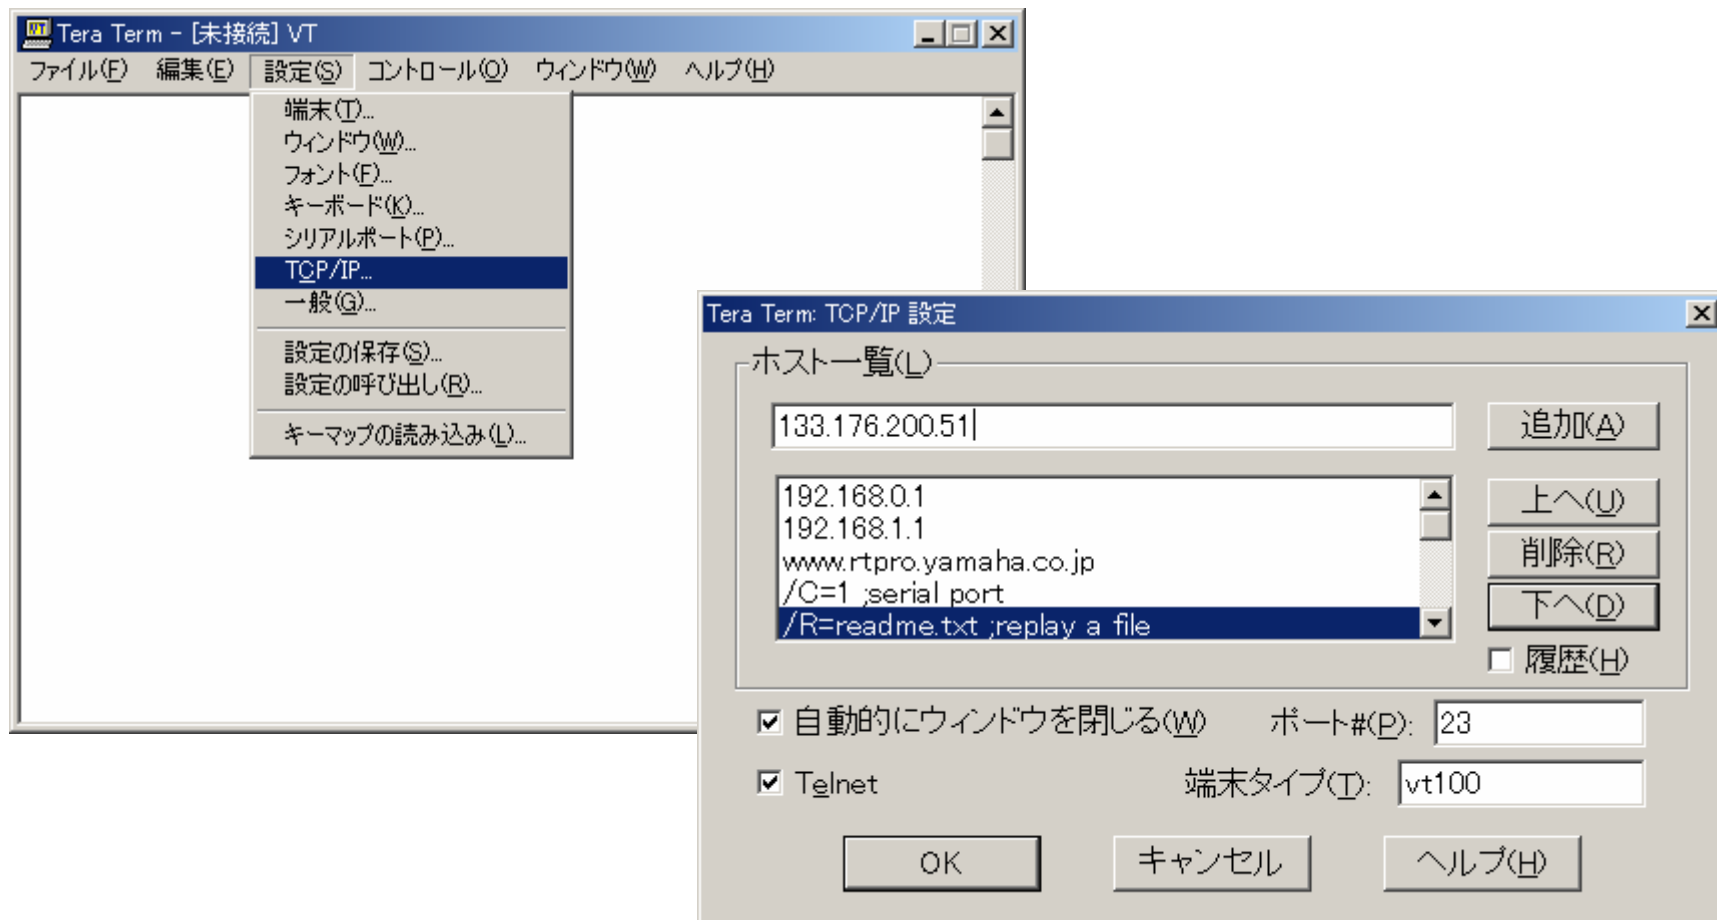 Tera Term - [未接続] VT
ファイル(F) 編集(E) 設定(S) コントロール(O) ウィンドウ(W) ヘルプ(H)
端末(T)...
ウィンドウ(W)...
フォント(F)...
キーボード(K)...
シリアルポート(P)...
TCP/IP...
一般(G)...
設定の保存(S)...
設定の呼び出し(R)...
キーマップの読み込み(L)...
Tera Term: TCP/IP 設定
ホスト一覧(L)
133.176.200.51
追加(A)
192.168.0.1
192.168.1.1
www.rtpro.yamaha.co.jp
/C=1 ;serial port
/R=readme.txt ;replay a file
上へ(U)
削除(R)
下へ(D)
履歴(H)
自動的にウィンドウを閉じる(W) ポート#(P): 23
Telnet 端末タイプ(T): vt100
OK キャンセル ヘルプ(H)